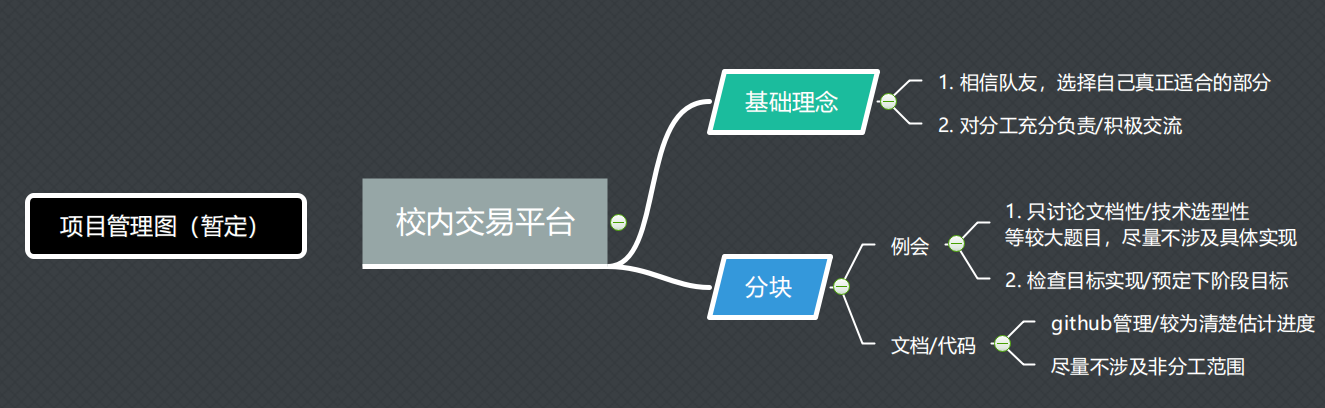 项目管理图（暂定）
校内交易平台
基础理念
1. 相信队友，选择自己真正适合的部分
2. 对分工充分负责/积极交流
分块
例会
1. 只讨论文档性/技术选型性
等较大题目，尽量不涉及具体实现
2. 检查目标实现/预定下阶段目标
文档/代码
github管理/较为清楚估计进度
尽量不涉及非分工范围